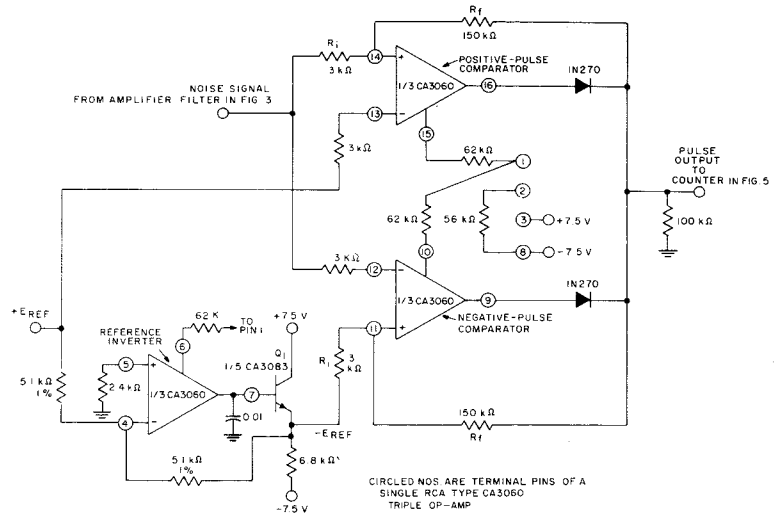 Rf
150 kΩ
Ri
3 kΩ
14
+
POSITIVE-PULSE
COMPARATOR
1/3 CA3060
16
1N270
NOISE SIGNAL
FROM AMPLIFIER FILTER IN FIG 3
13
−
15
3 kΩ
62 kΩ
1
PULSE
OUTPUT
TO
COUNTER IN FIG. 5
2
62 kΩ
56 kΩ
3
+7.5 V
8
-7.5 V
100 kΩ
10
3 kΩ
12
−
1/3 CA3060
9
1N270
11
+
NEGATIVE-PULSE
COMPARATOR
+EREF
62 K
TO
PIN 1
+7.5 V
REFERENCE
INVERTER
6
Q1
1/5 CA3083
Ri
3
kΩ
5
+
51 kΩ
1%
2.4 kΩ
1/3 CA3060
7
4
−
0.01
-EREF
150 kΩ
Rf
51 kΩ
1%
6.8 kΩ
-7.5 V
CIRCLED NOS. ARE TERMINAL PINS OF A
SINGLE RCA TYPE CA3060
TRIPLE OP-AMP